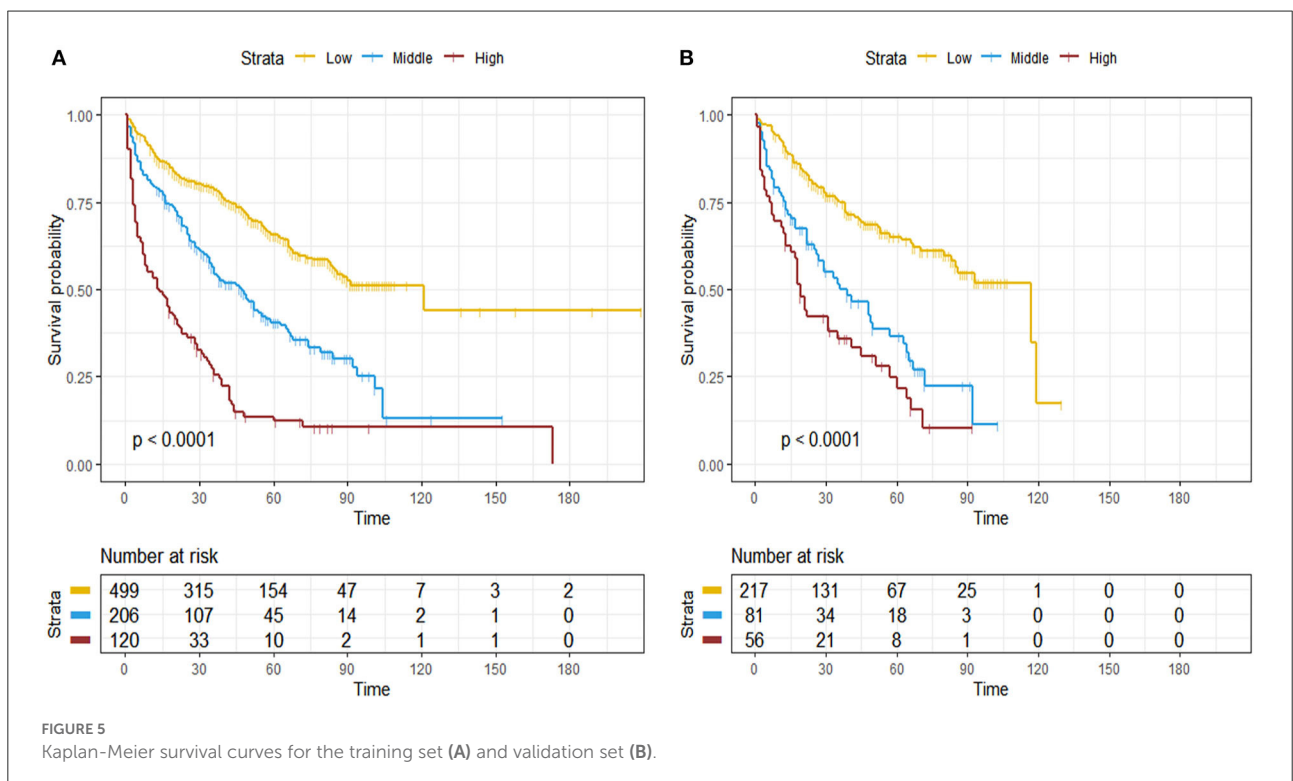 A
Strata Low Middle High
Survival probability
1.00
0.75
0.50
0.25
0.00
p < 0.0001
0 30 60 90 120 150 180
Time
Number at risk
Strata
499 315 154 47 7 3 2
206 107 45 14 2 1 0
120 33 10 2 1 1 0
0 30 60 90 120 150 180
Time
B
Strata Low Middle High
Survival probability
1.00
0.75
0.50
0.25
0.00
p < 0.0001
0 30 60 90 120 150 180
Time
Number at risk
Strata
217 131 67 25 1 0 0
81 34 18 3 0 0 0
56 21 8 1 0 0 0
0 30 60 90 120 150 180
Time
FIGURE 5
Kaplan-Meier survival curves for the training set (A) and validation set (B).